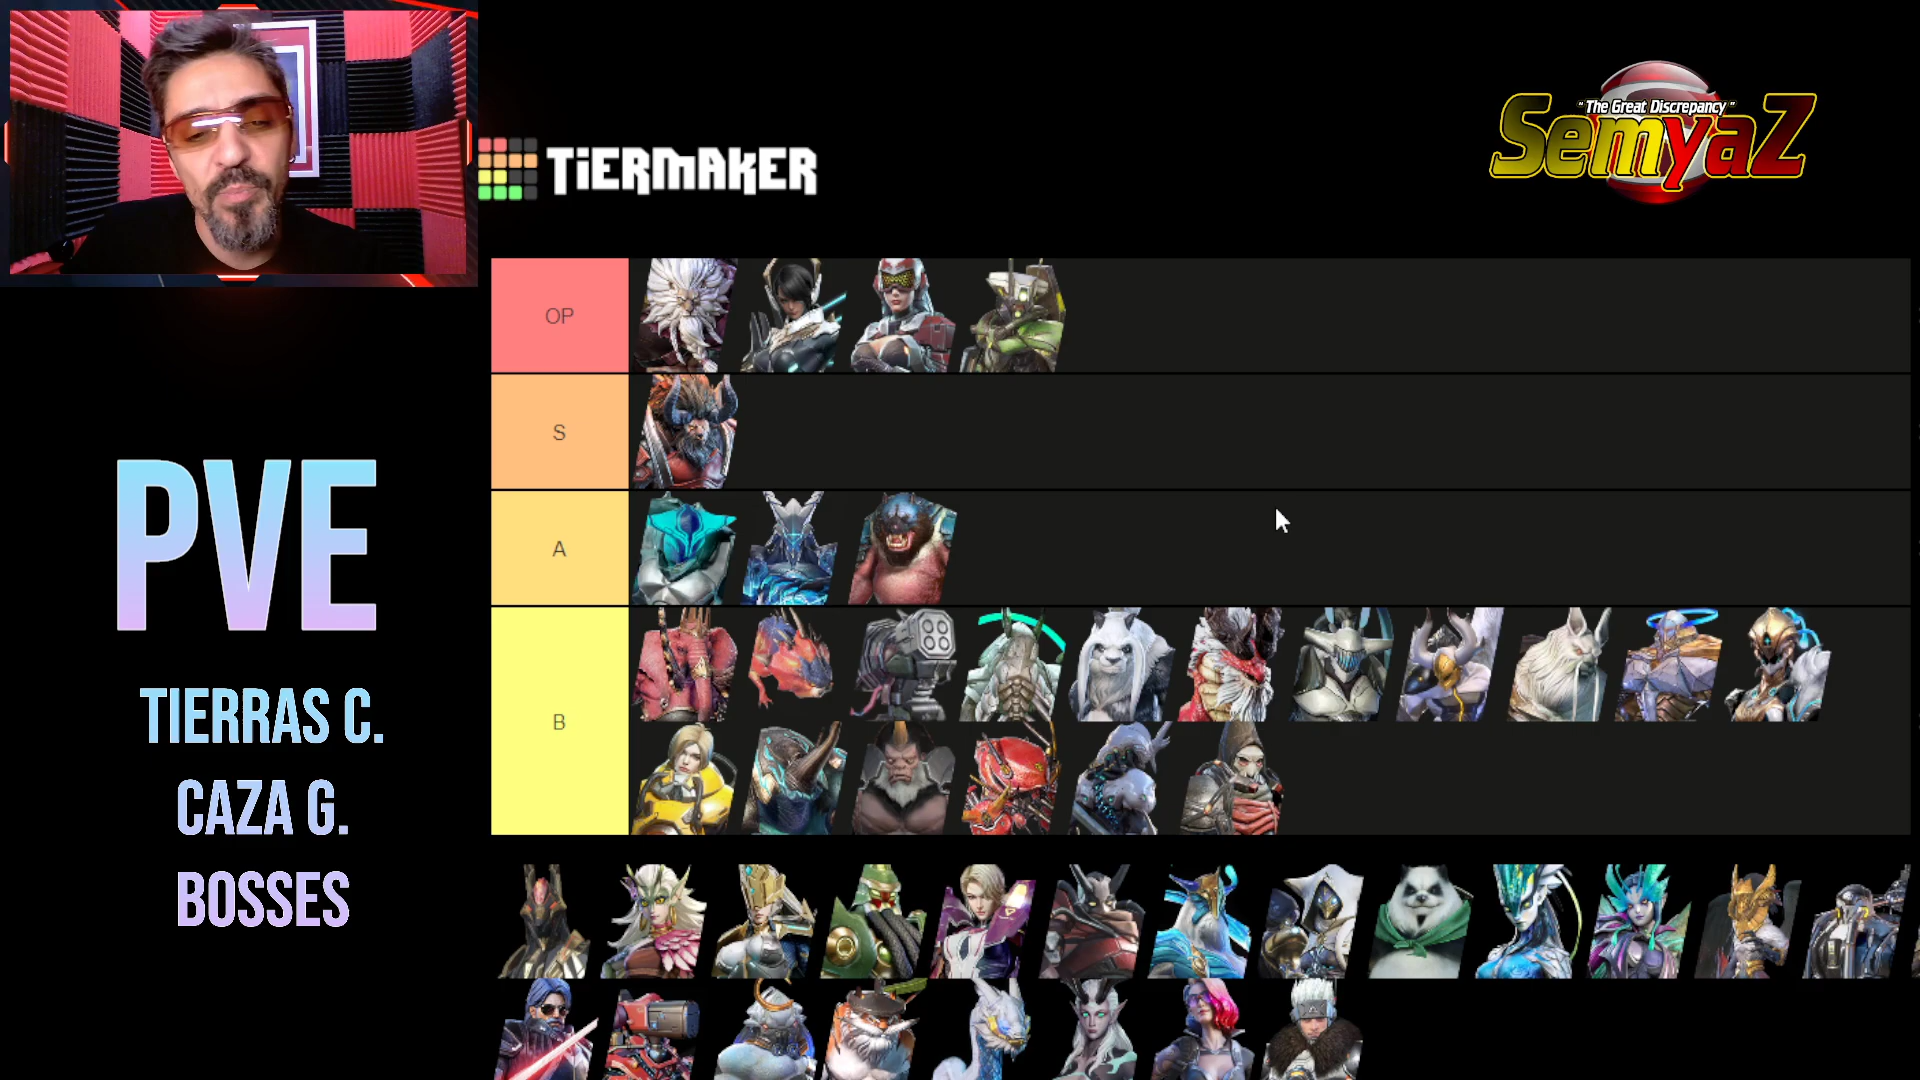 TiERMAKER
"The Great Discrepancy"
SemyaZ
OP
S
A
B
PVE
TIERRAS C.
CAZA G.
BOSSES